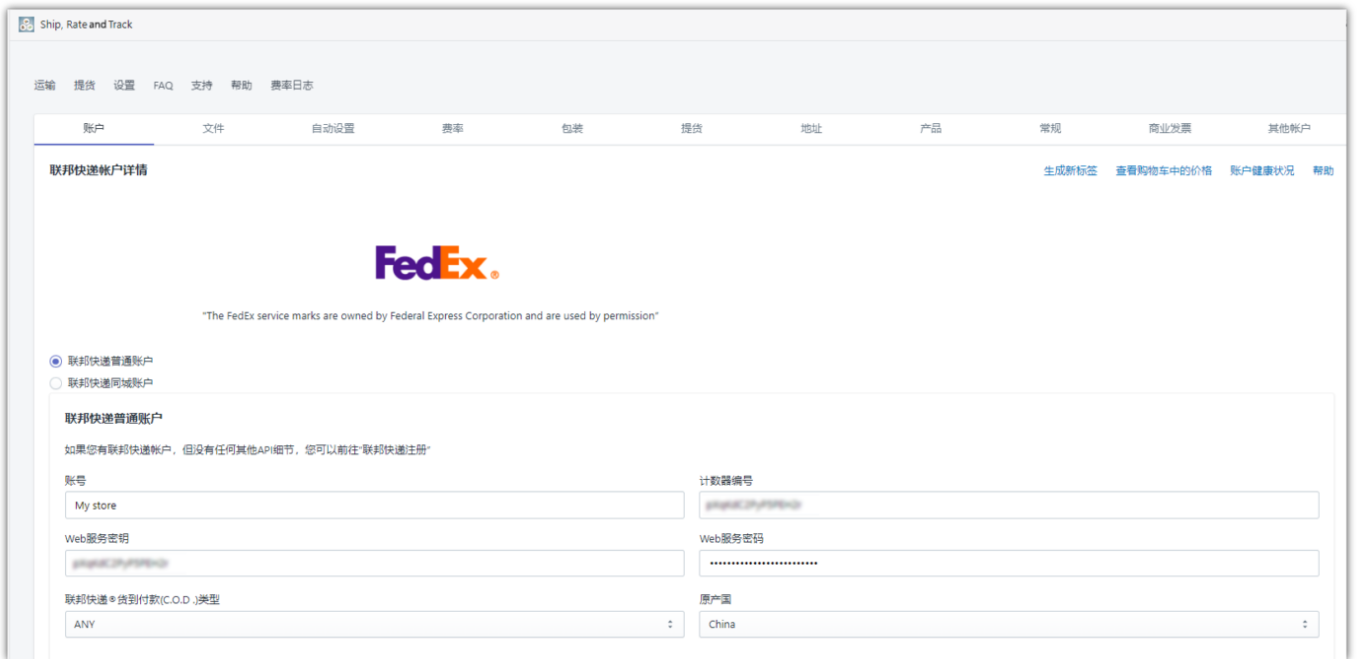 Ship, Rate and Track
运输 提货 设置 FAQ 支持 帮助 费率日志
账户 文件 自动设置 费率 包装 提货 地址 产品 常规 商业发票 其他帐户
联邦快递帐户详情 生成新标签 查看购物车中的价格 账户健康状况 帮助
FedEx®
"The FedEx service marks are owned by Federal Express Corporation and are used by permission"
联邦快递普通账户
联邦快递同域账户
联邦快递普通账户
如果您有联邦快递帐户，但没有任何其他API细节，您可以前往"联邦快递注册"
账号 计数器编号
My store
Web服务密钥 Web服务密码
联邦快递®货到付款(C.O.D.)类型 原产国
ANY China